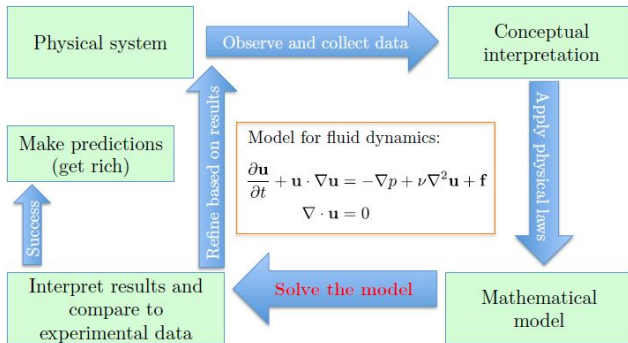 Physical system
Observe and collect data
Conceptual
interpretation
Apply physical laws
Mathematical
model
Solve the model
Interpret results and
compare to
experimental data
Refine based on results
Success
Make predictions
(get rich)
Model for fluid dynamics:
∂u/∂t + u · ∇u = −∇p + ν∇²u + f
∇ · u = 0